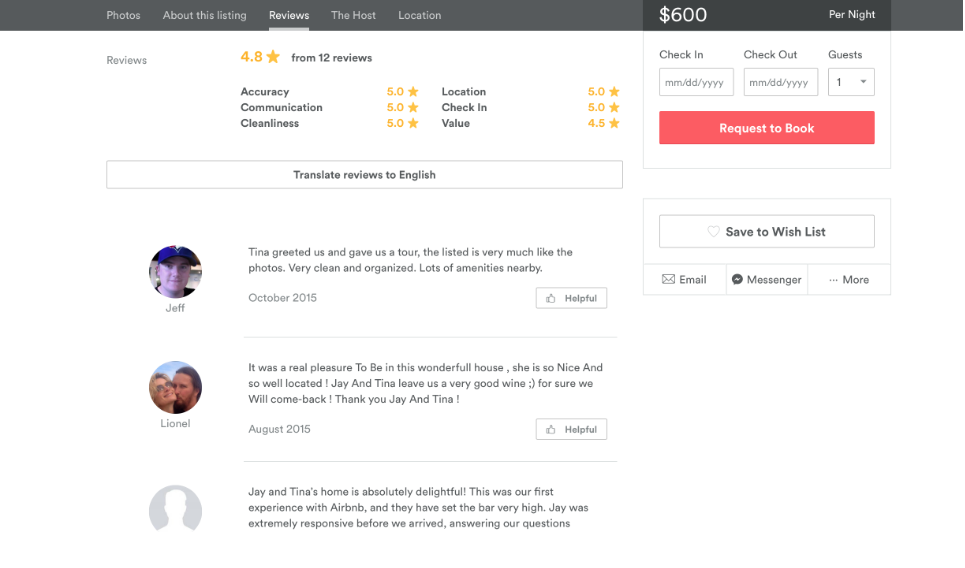 Photos About this listing Reviews The Host Location
$600 Per Night
Reviews
4.8 from 12 reviews
Accuracy 5.0 Location 5.0
Communication 5.0 Check In 5.0
Cleanliness 5.0 Value 4.5
Translate reviews to English
Tina greeted us and gave us a tour, the listed is very much like the
photos. Very clean and organized. Lots of amenities nearby.
Jeff
October 2015 Helpful
It was a real pleasure To Be in this wonderfull house , she is so Nice And
so well located ! Jay And Tina leave us a very good wine ;) for sure we
Will come-back ! Thank you Jay And Tina !
Lionel
August 2015 Helpful
Jay and Tina's home is absolutely delightful! This was our first
experience with Airbnb, and they have set the bar very high. Jay was
extremely responsive before we arrived, answering our questions
Check In Check Out Guests
mm/dd/yyyy mm/dd/yyyy 1
Request to Book
Save to Wish List
Email Messenger ··· More